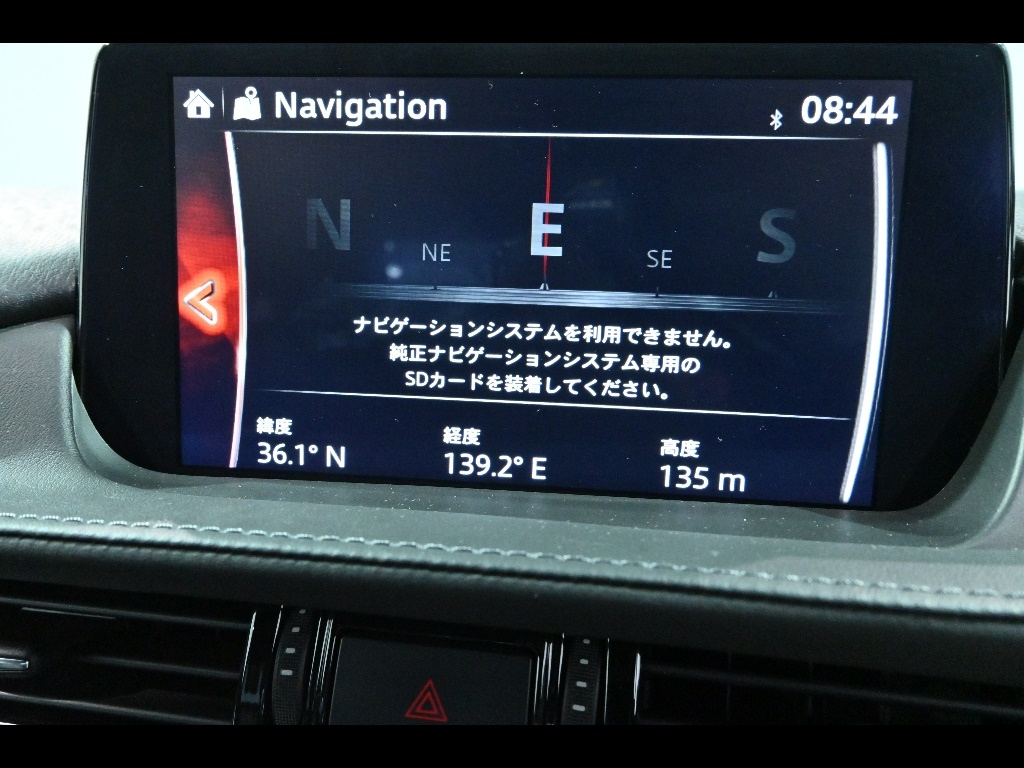 Navigation
08:44
N
NE
E
SE
S
ナビゲーションシステムを利用できません。
純正ナビゲーションシステム専用の
SDカードを装着してください。
緯度
経度
高度
36.1° N
139.2° E
135 m